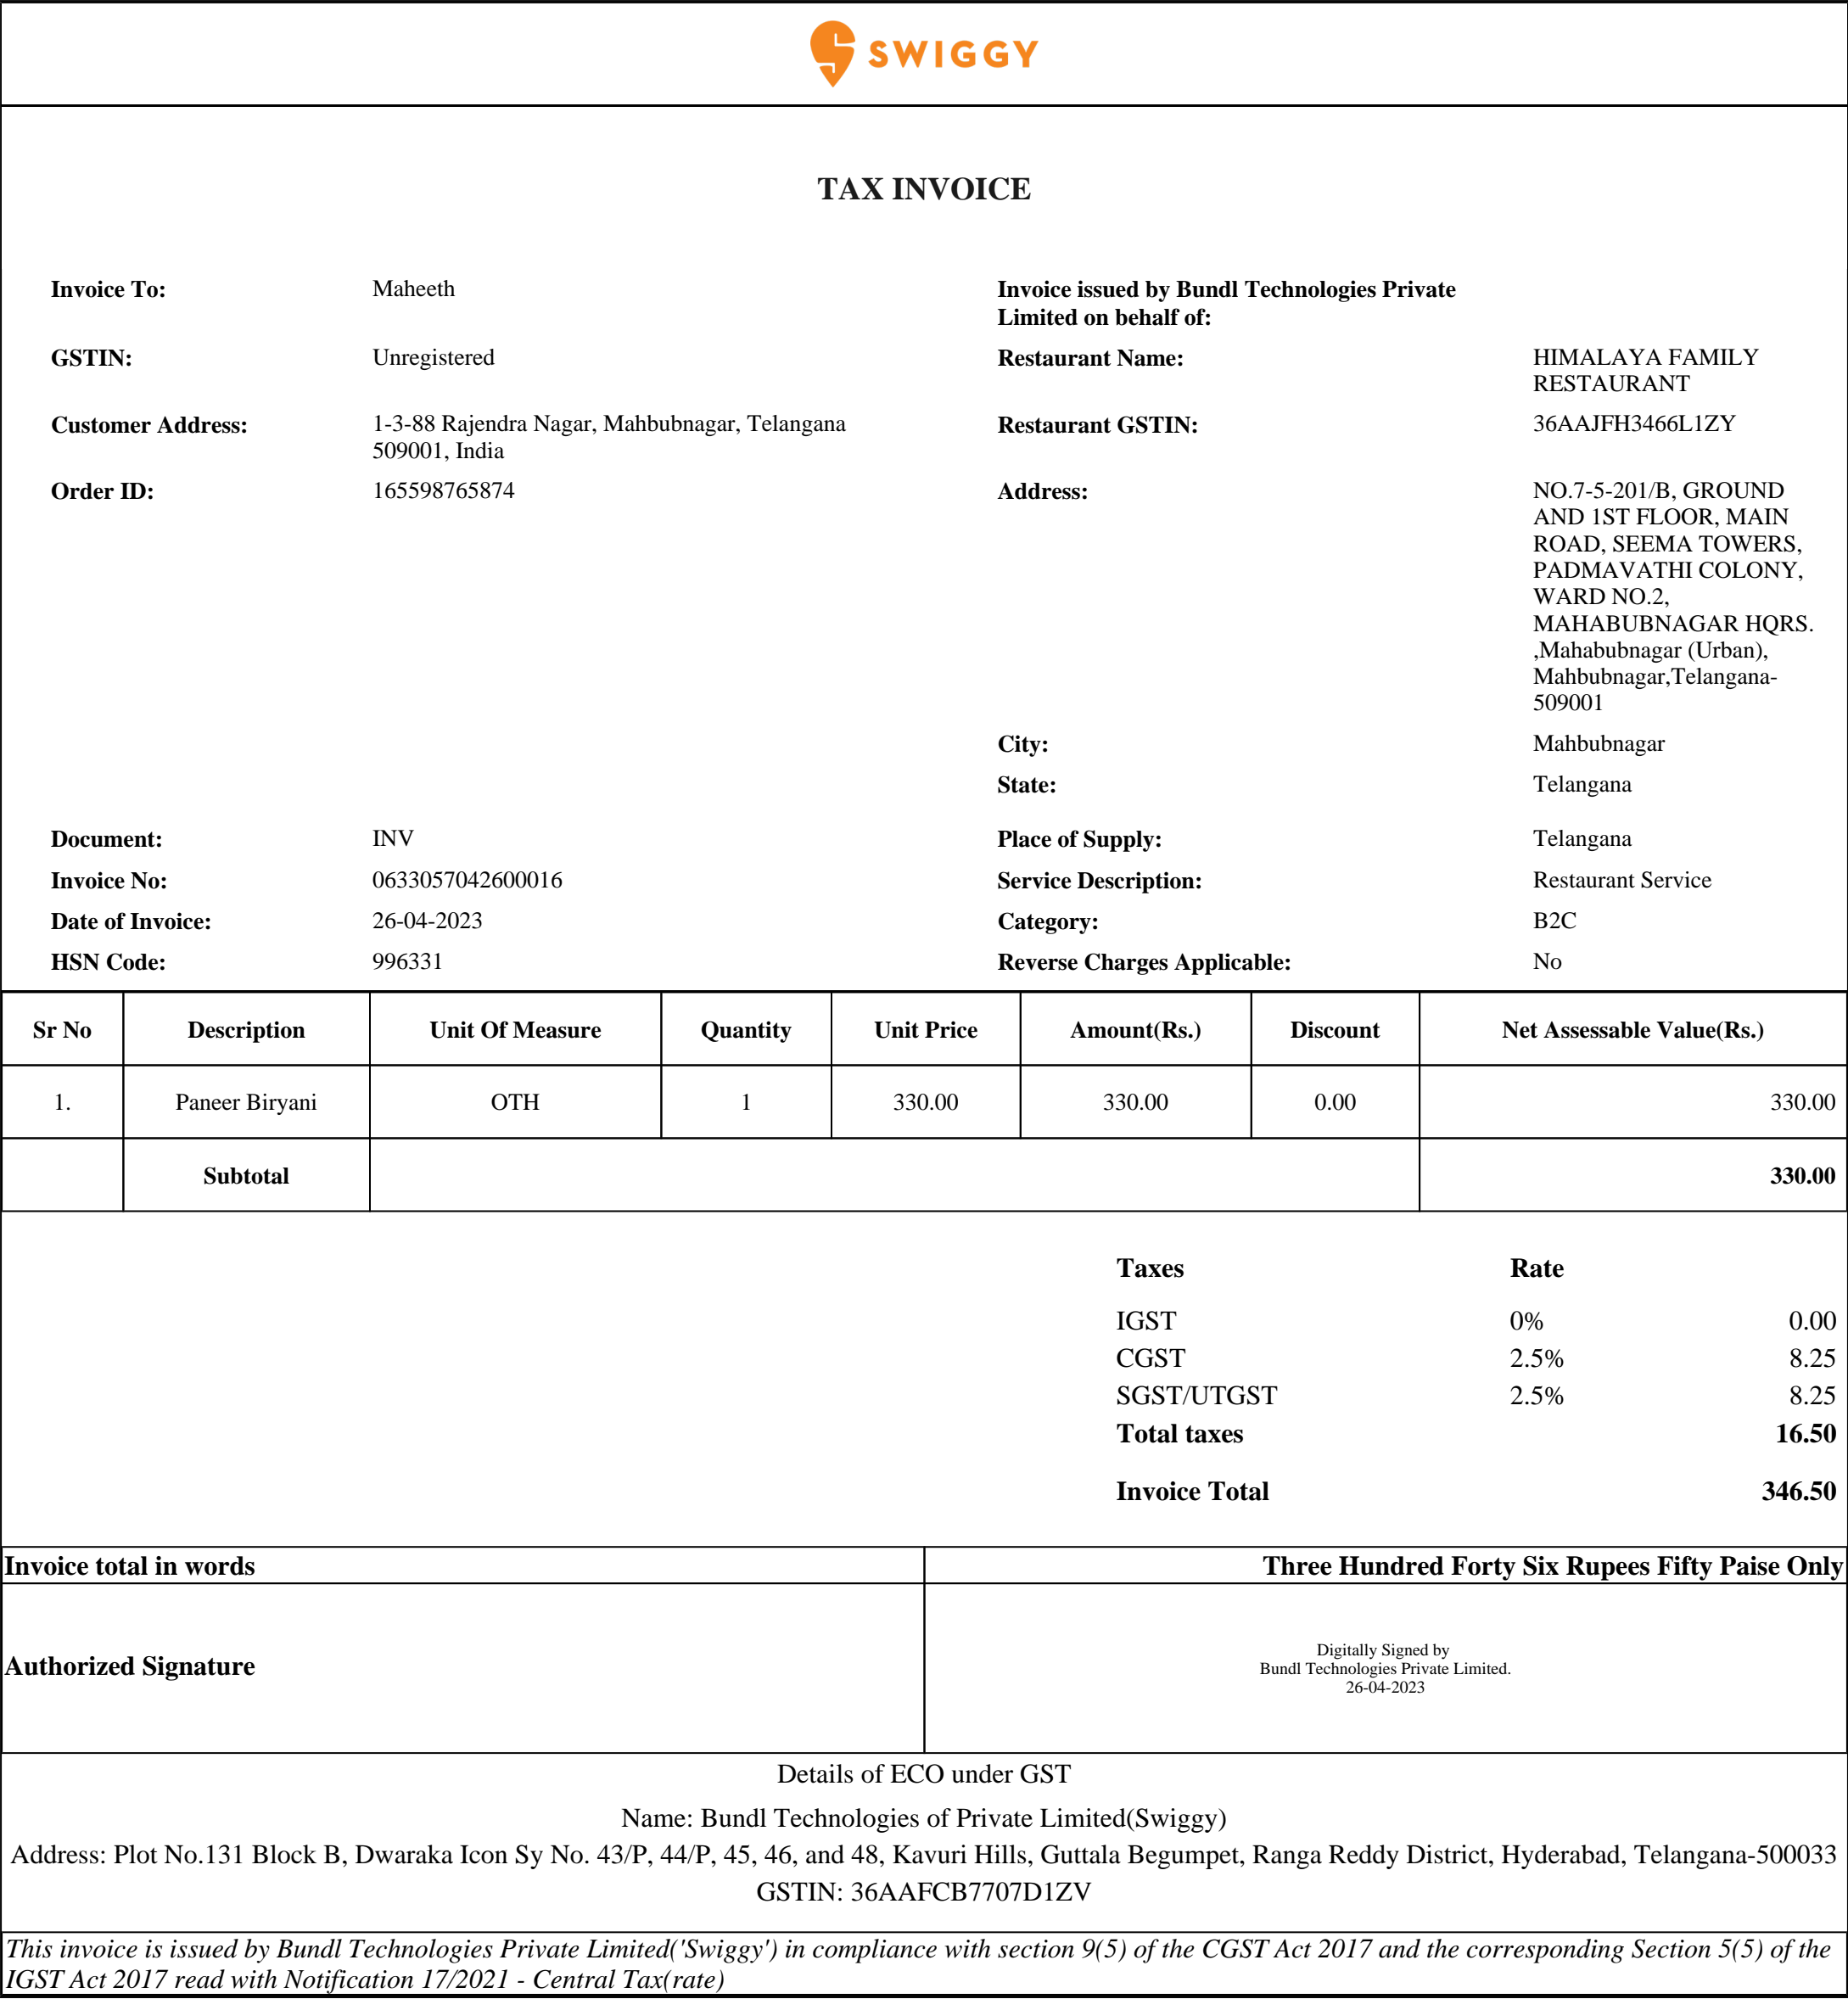 SWIGGY
TAX INVOICE
Invoice To: Maheeth Invoice issued by Bundl Technologies Private
Limited on behalf of:
GSTIN: Unregistered Restaurant Name: HIMALAYA FAMILY
RESTAURANT
Customer Address: 1-3-88 Rajendra Nagar, Mahbubnagar, Telangana Restaurant GSTIN: 36AAJFH3466L1ZY
509001, India
Order ID: 165598765874 Address: NO.7-5-201/B, GROUND
AND 1ST FLOOR, MAIN
ROAD, SEEMA TOWERS,
PADMAVATHI COLONY,
WARD NO.2,
MAHABUBNAGAR HQRS.
,Mahabubnagar (Urban),
Mahbubnagar,Telangana-
509001
City: Mahbubnagar
State: Telangana
Document: INV Place of Supply: Telangana
Invoice No: 0633057042600016 Service Description: Restaurant Service
Date of Invoice: 26-04-2023 Category: B2C
HSN Code: 996331 Reverse Charges Applicable: No
Sr No Description Unit Of Measure Quantity Unit Price Amount(Rs.) Discount Net Assessable Value(Rs.)
1. Paneer Biryani OTH 1 330.00 330.00 0.00 330.00
Subtotal 330.00
Taxes Rate
IGST 0% 0.00
CGST 2.5% 8.25
SGST/UTGST 2.5% 8.25
Total taxes 16.50
Invoice Total 346.50
Invoice total in words Three Hundred Forty Six Rupees Fifty Paise Only
Authorized Signature
Digitally Signed by
Bundl Technologies Private Limited.
26-04-2023
Details of ECO under GST
Name: Bundl Technologies of Private Limited(Swiggy)
Address: Plot No.131 Block B, Dwaraka Icon Sy No. 43/P, 44/P, 45, 46, and 48, Kavuri Hills, Guttala Begumpet, Ranga Reddy District, Hyderabad, Telangana-500033
GSTIN: 36AAFCB7707D1ZV
This invoice is issued by Bundl Technologies Private Limited('Swiggy') in compliance with section 9(5) of the CGST Act 2017 and the corresponding Section 5(5) of the
IGST Act 2017 read with Notification 17/2021 - Central Tax(rate)